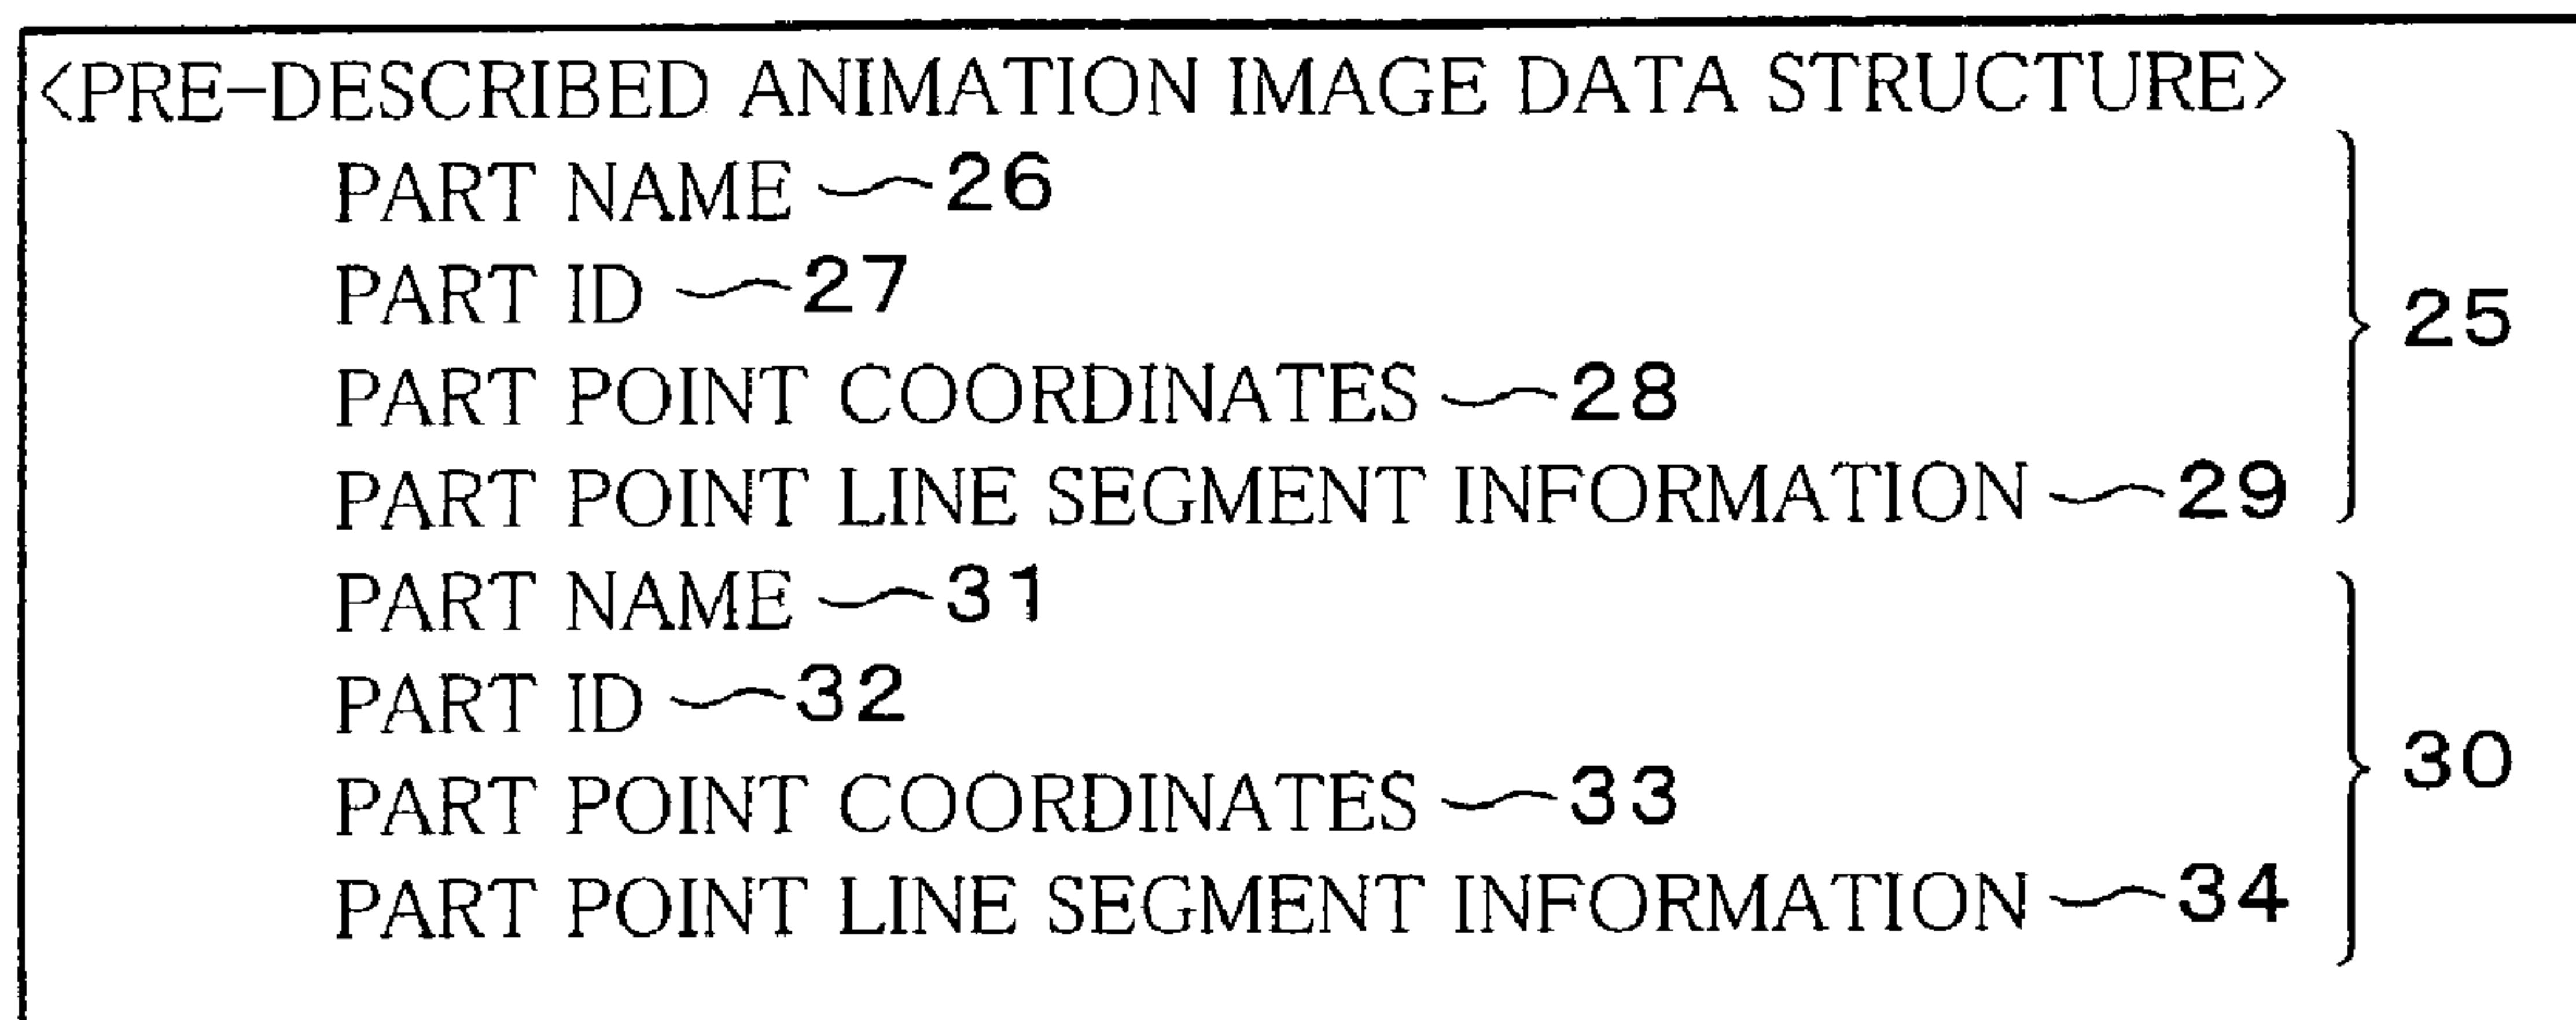 <PRE-DESCRIBED ANIMATION IMAGE DATA STRUCTURE>
PART NAME 26
PART ID 27
25
PART POINT COORDINATES 28
PART POINT LINE SEGMENT INFORMATION 29
PART NAME 31
PART ID 32
30
PART POINT COORDINATES 33
PART POINT LINE SEGMENT INFORMATION 34